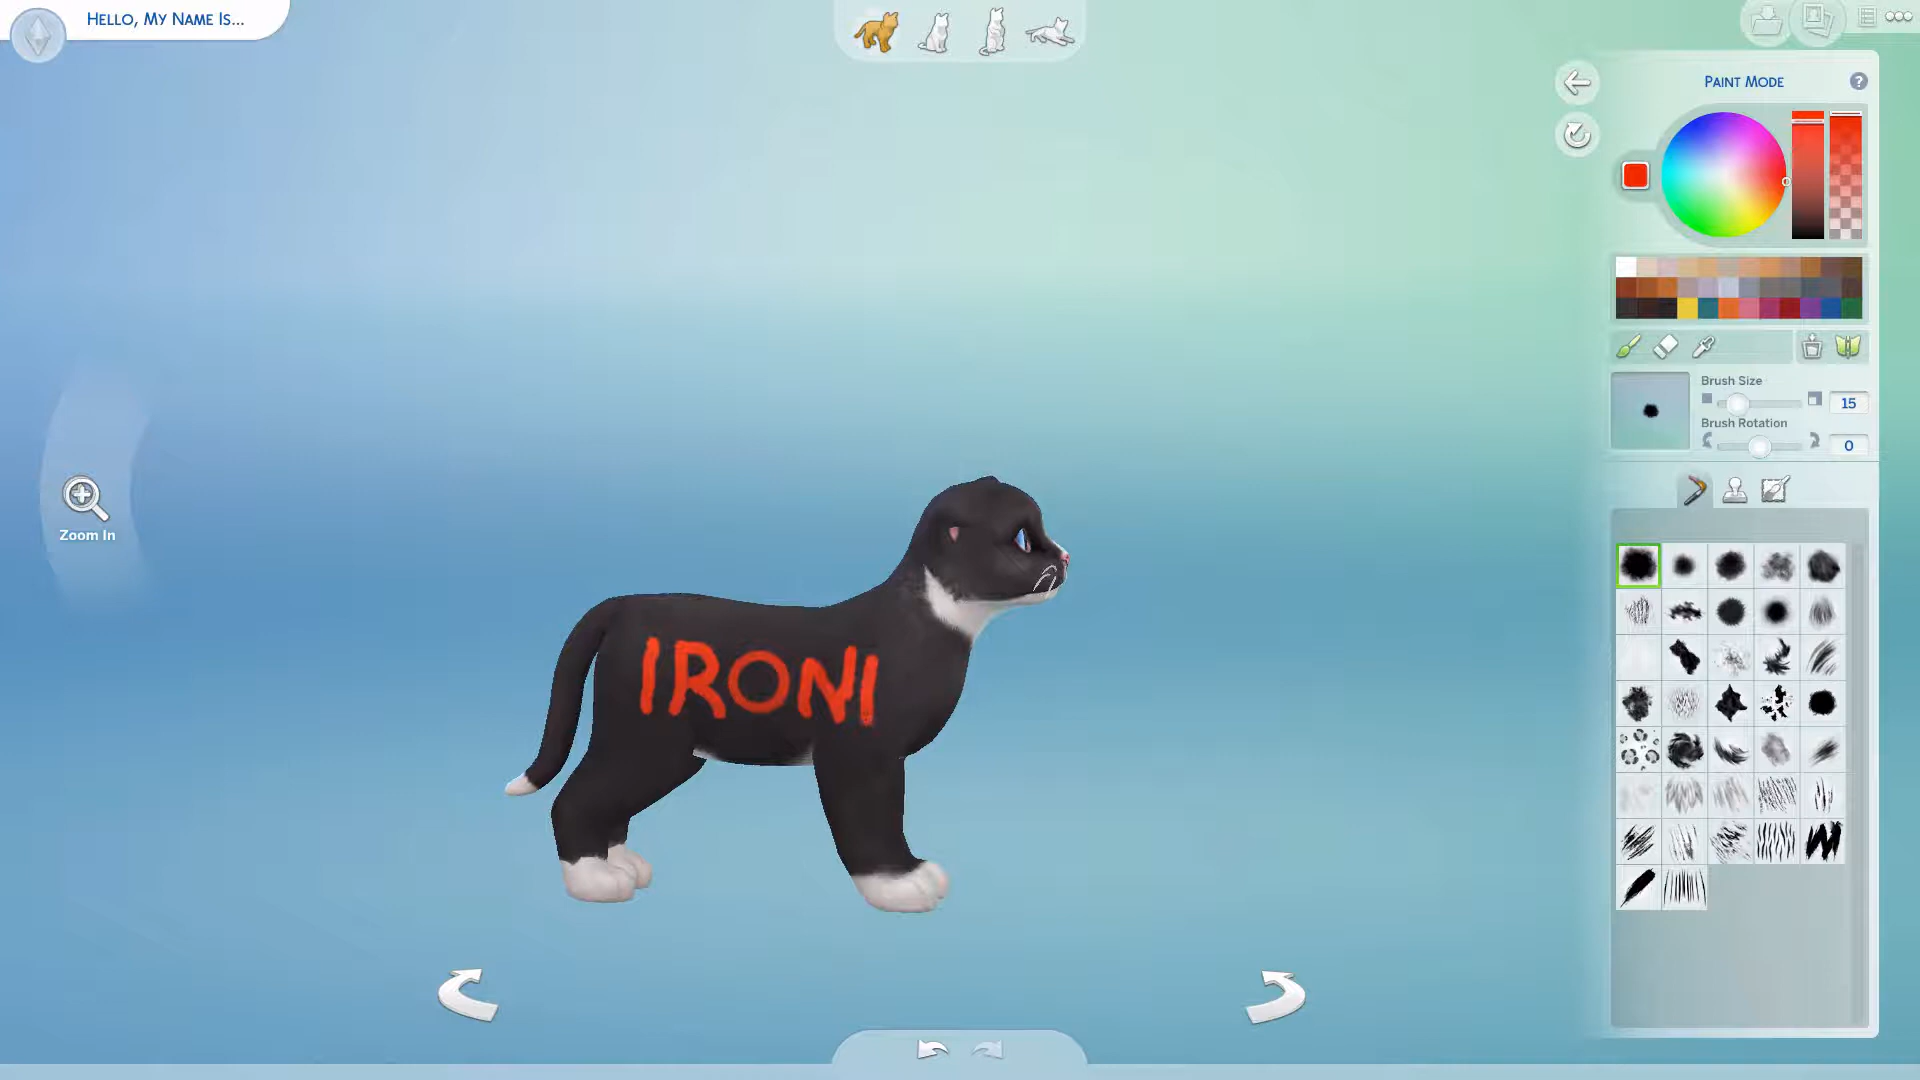 Hello, My Name Is...
Paint Mode
?
Brush Size
15
Brush Rotation
0
Zoom In
IRONI